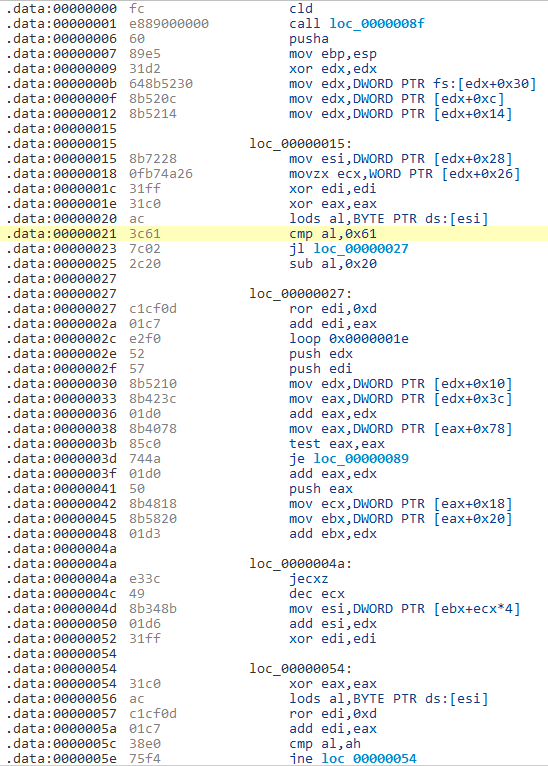 .data:00000000 fc cld
.data:00000001 e889000000 call loc_0000008f
.data:00000006 60 pusha
.data:00000007 89e5 mov ebp,esp
.data:00000009 31d2 xor edx,edx
.data:0000000b 648b5230 mov edx,DWORD PTR fs:[edx+0x30]
.data:0000000f 8b520c mov edx,DWORD PTR [edx+0xc]
.data:00000012 8b5214 mov edx,DWORD PTR [edx+0x14]
.data:00000015
.data:00000015 loc_00000015:
.data:00000015 8b7228 mov esi,DWORD PTR [edx+0x28]
.data:00000018 0fb74a26 movzx ecx,WORD PTR [edx+0x26]
.data:0000001c 31ff xor edi,edi
.data:0000001e 31c0 xor eax,eax
.data:00000020 ac lods al,BYTE PTR ds:[esi]
.data:00000021 3c61 cmp al,0x61
.data:00000023 7c02 jl loc_00000027
.data:00000025 2c20 sub al,0x20
.data:00000027
.data:00000027 loc_00000027:
.data:00000027 c1cf0d ror edi,0xd
.data:0000002a 01c7 add edi,eax
.data:0000002c e2f0 loop 0x0000001e
.data:0000002e 52 push edx
.data:0000002f 57 push edi
.data:00000030 8b5210 mov edx,DWORD PTR [edx+0x10]
.data:00000033 8b423c mov eax,DWORD PTR [edx+0x3c]
.data:00000036 01d0 add eax,edx
.data:00000038 8b4078 mov eax,DWORD PTR [eax+0x78]
.data:0000003b 85c0 test eax,eax
.data:0000003d 744a je loc_00000089
.data:0000003f 01d0 add eax,edx
.data:00000041 50 push eax
.data:00000042 8b4818 mov ecx,DWORD PTR [eax+0x18]
.data:00000045 8b5820 mov ebx,DWORD PTR [eax+0x20]
.data:00000048 01d3 add ebx,edx
.data:0000004a
.data:0000004a loc_0000004a:
.data:0000004a e33c jecxz
.data:0000004c 49 dec ecx
.data:0000004d 8b348b mov esi,DWORD PTR [ebx+ecx*4]
.data:00000050 01d6 add esi,edx
.data:00000052 31ff xor edi,edi
.data:00000054
.data:00000054 loc_00000054:
.data:00000054 31c0 xor eax,eax
.data:00000056 ac lods al,BYTE PTR ds:[esi]
.data:00000057 c1cf0d ror edi,0xd
.data:0000005a 01c7 add edi,eax
.data:0000005c 38e0 cmp al,ah
.data:0000005e 75f4 jne loc_00000054